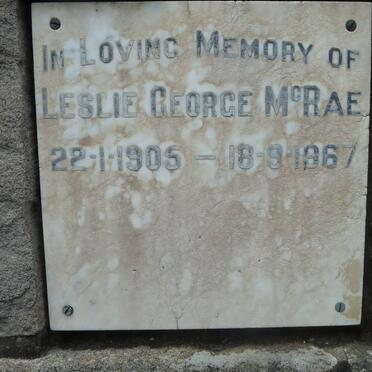 In Loving Memory of
Leslie George McRae
22-1-1905 — 18-9-1967